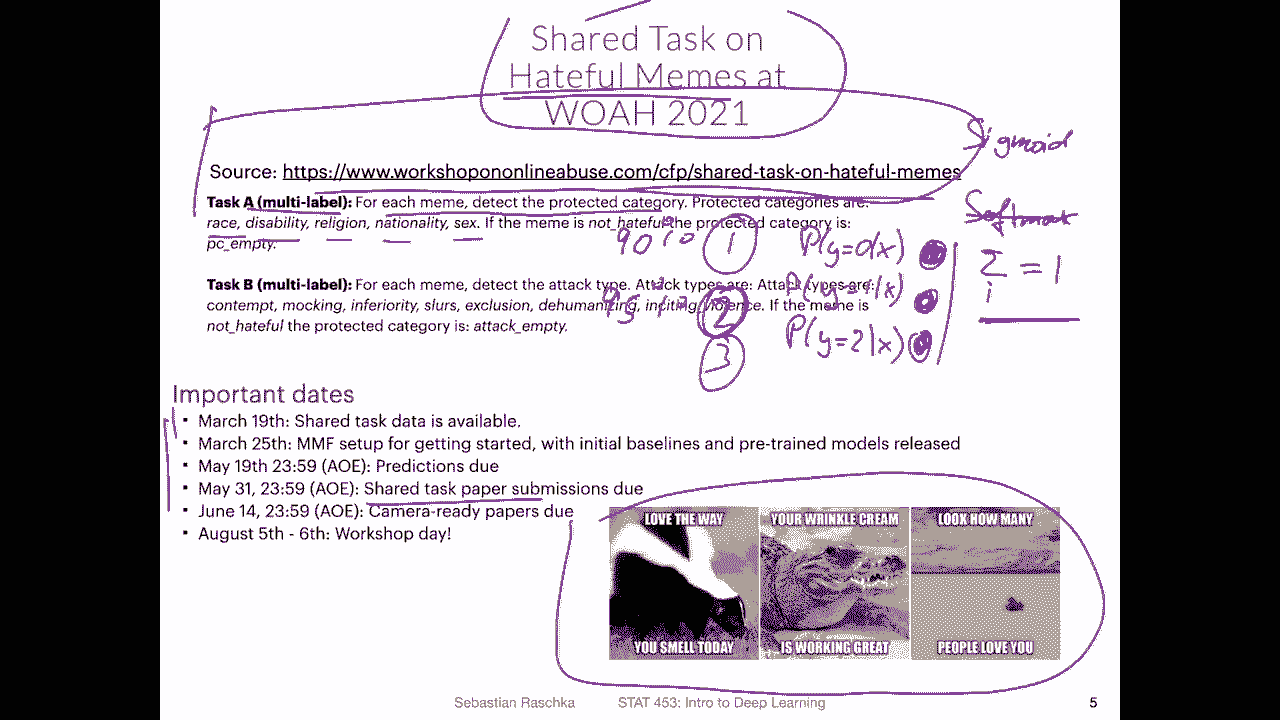 Shared Task on
Hateful Memes at
WOAH 2021
Sigmoid
Source: https://www.workshopononlineabuse.com/cfp/shared-task-on-hateful-memes
Softmax
Task A (multi-label): For each meme, detect the protected category. Protected categories are:
race, disability, religion, nationality, sex. If the meme is not_hateful the protected category is:
pc_empty.
90 % 1
P(y=0|x)
Σ = 1
i
Task B (multi-label): For each meme, detect the attack type. Attack types are: Attack types are:
contempt, mocking, inferiority, slurs, exclusion, dehumanizing, inciting violence. If the meme is
not_hateful the protected category is: attack_empty.
95 % 2
P(y=1|x)
3
P(y=2|x)
Important dates
▪ March 19th: Shared task data is available.
▪ March 25th: MMF setup for getting started, with initial baselines and pre-trained models released
▪ May 19th 23:59 (AOE): Predictions due
▪ May 31, 23:59 (AOE): Shared task paper submissions due
▪ June 14, 23:59 (AOE): Camera-ready papers due
▪ August 5th - 6th: Workshop day!
LOVE THE WAY
YOU SMELL TODAY
YOUR WRINKLE CREAM
IS WORKING GREAT
LOOK HOW MANY
PEOPLE LOVE YOU
Sebastian Raschka STAT 453: Intro to Deep Learning 5